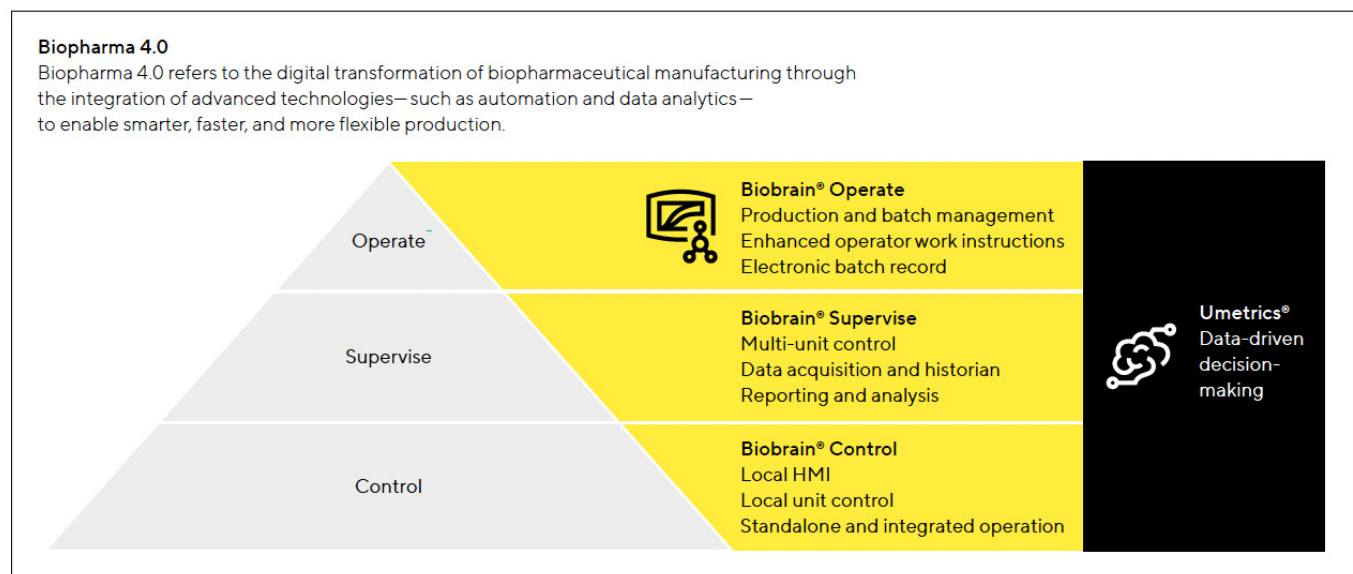 Biopharma 4.0
Biopharma 4.0 refers to the digital transformation of biopharmaceutical manufacturing through
the integration of advanced technologies—such as automation and data analytics—
to enable smarter, faster, and more flexible production.
Operate
Biobrain® Operate
Production and batch management
Enhanced operator work instructions
Electronic batch record
Supervise
Biobrain® Supervise
Multi-unit control
Data acquisition and historian
Reporting and analysis
Control
Biobrain® Control
Local HMI
Local unit control
Standalone and integrated operation
Umetrics®
Data-driven
decision-
making